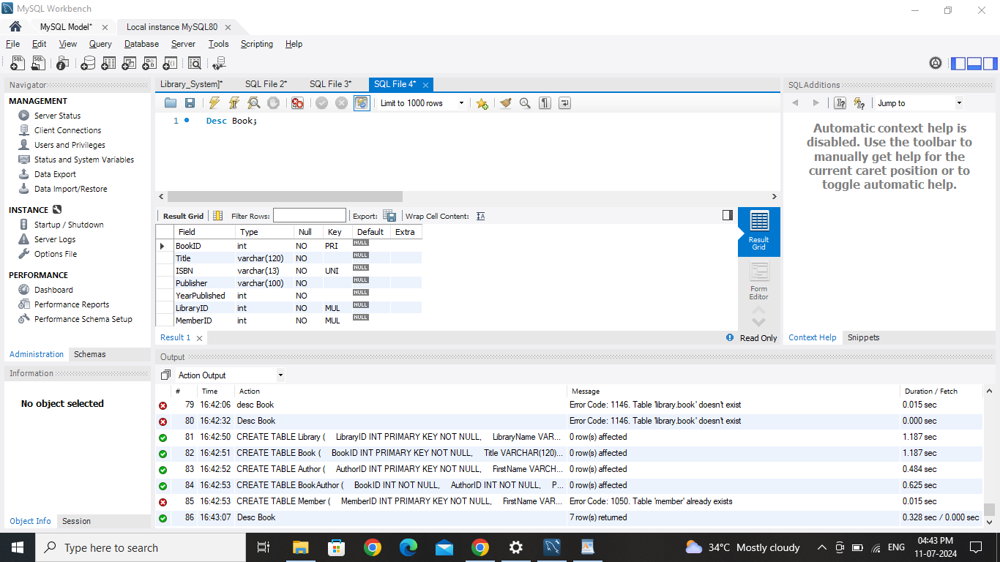 MySQL Workbench
MySQL Model* Local instance MySQL80
File Edit View Query Database Server Tools Scripting Help
Navigator
MANAGEMENT
Server Status
Client Connections
Users and Privileges
Status and System Variables
Data Export
Data Import/Restore
INSTANCE
Startup / Shutdown
Server Logs
Options File
PERFORMANCE
Dashboard
Performance Reports
Performance Schema Setup
Administration Schemas
Information
No object selected
Object Info Session
Library_System]* SQL File 2* SQL File 3* SQL File 4*
Limit to 1000 rows
1 Desc Book;
Result Grid Filter Rows: Export: Wrap Cell Content:
Field Type Null Key Default Extra
BookID int NO PRI NULL
Title varchar(120) NO NULL
ISBN varchar(13) NO UNI NULL
Publisher varchar(100) NO NULL
YearPublished int NO NULL
LibraryID int NO MUL NULL
MemberID int NO MUL NULL
Result Grid
Form Editor
Result 1 Read Only
SQLAdditions
Jump to
Automatic context help is
disabled. Use the toolbar to
manually get help for the
current caret position or to
toggle automatic help.
Context Help Snippets
Output
Action Output
# Time Action Message Duration / Fetch
79 16:42:06 desc Book Error Code: 1146. Table 'library.book' doesn't exist 0.015 sec
80 16:42:32 Desc Book Error Code: 1146. Table 'library.book' doesn't exist 0.000 sec
81 16:42:50 CREATE TABLE Library ( LibraryID INT PRIMARY KEY NOT NULL, LibraryName VAR... 0 row(s) affected 1.187 sec
82 16:42:51 CREATE TABLE Book ( BookID INT PRIMARY KEY NOT NULL, Title VARCHAR(120)... 0 row(s) affected 1.187 sec
83 16:42:52 CREATE TABLE Author ( AuthorID INT PRIMARY KEY NOT NULL, FirstName VARCH... 0 row(s) affected 0.484 sec
84 16:42:53 CREATE TABLE BookAuthor ( BookID INT NOT NULL, AuthorID INT NOT NULL, P... 0 row(s) affected 0.625 sec
85 16:42:53 CREATE TABLE Member ( MemberID INT PRIMARY KEY NOT NULL, FirstName VAR... Error Code: 1050. Table 'member' already exists 0.015 sec
86 16:43:07 Desc Book 7 row(s) returned 0.328 sec / 0.000 sec
Type here to search
34°C Mostly cloudy
ENG
04:43 PM
11-07-2024